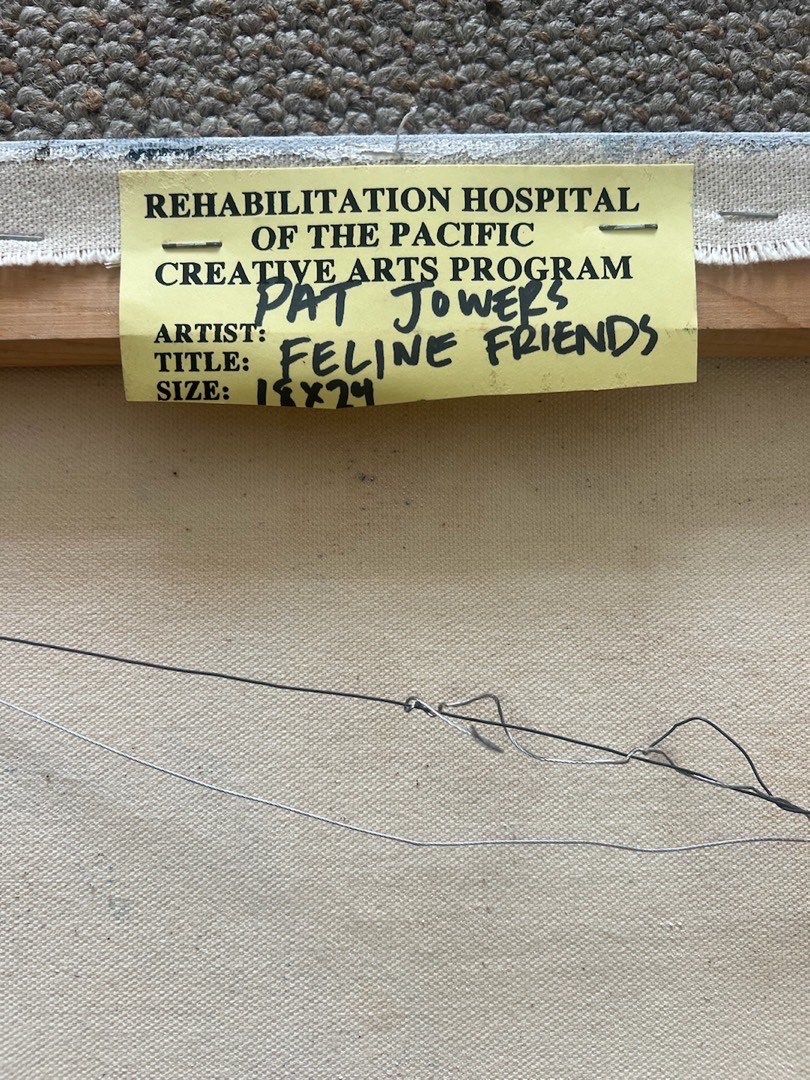 REHABILITATION HOSPITAL
OF THE PACIFIC
CREATIVE ARTS PROGRAM
ARTIST: PAT JOWERS
TITLE: FELINE FRIENDS
SIZE: 18X24